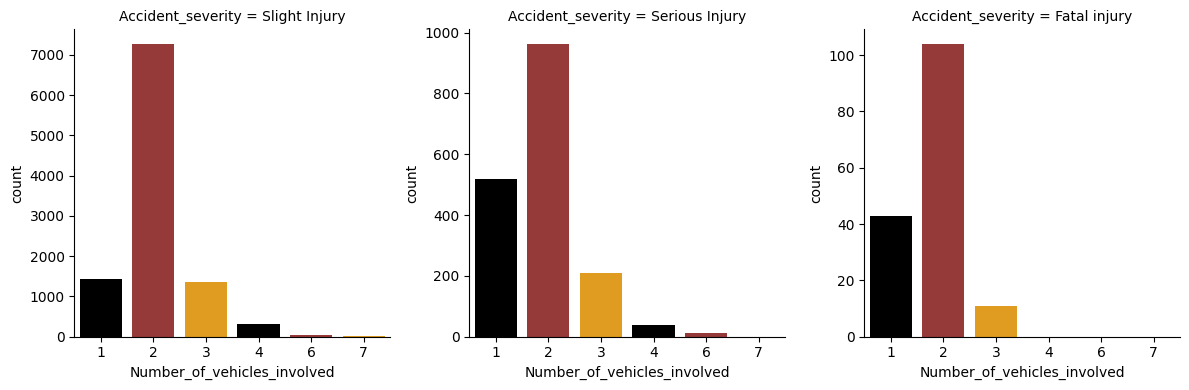 Accident_severity = Slight Injury
7000
6000
5000
4000
3000
2000
1000
0
count
1 2 3 4 6 7
Number_of_vehicles_involved
Accident_severity = Serious Injury
1000
800
600
400
200
0
count
1 2 3 4 6 7
Number_of_vehicles_involved
Accident_severity = Fatal injury
100
80
60
40
20
0
count
1 2 3 4 6 7
Number_of_vehicles_involved